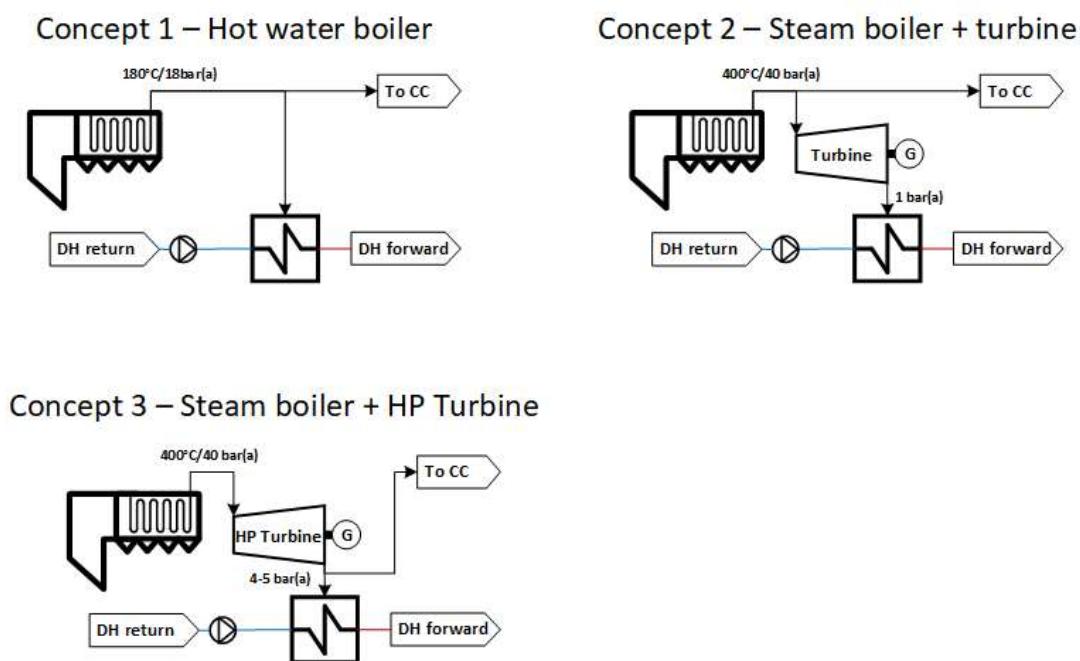 Concept 1 – Hot water boiler
180°C/18bar(a)
To CC
DH return
DH forward
Concept 2 – Steam boiler + turbine
400°C/40 bar(a)
To CC
Turbine
G
1 bar(a)
DH return
DH forward
Concept 3 – Steam boiler + HP Turbine
400°C/40 bar(a)
To CC
HP Turbine
G
4-5 bar(a)
DH return
DH forward